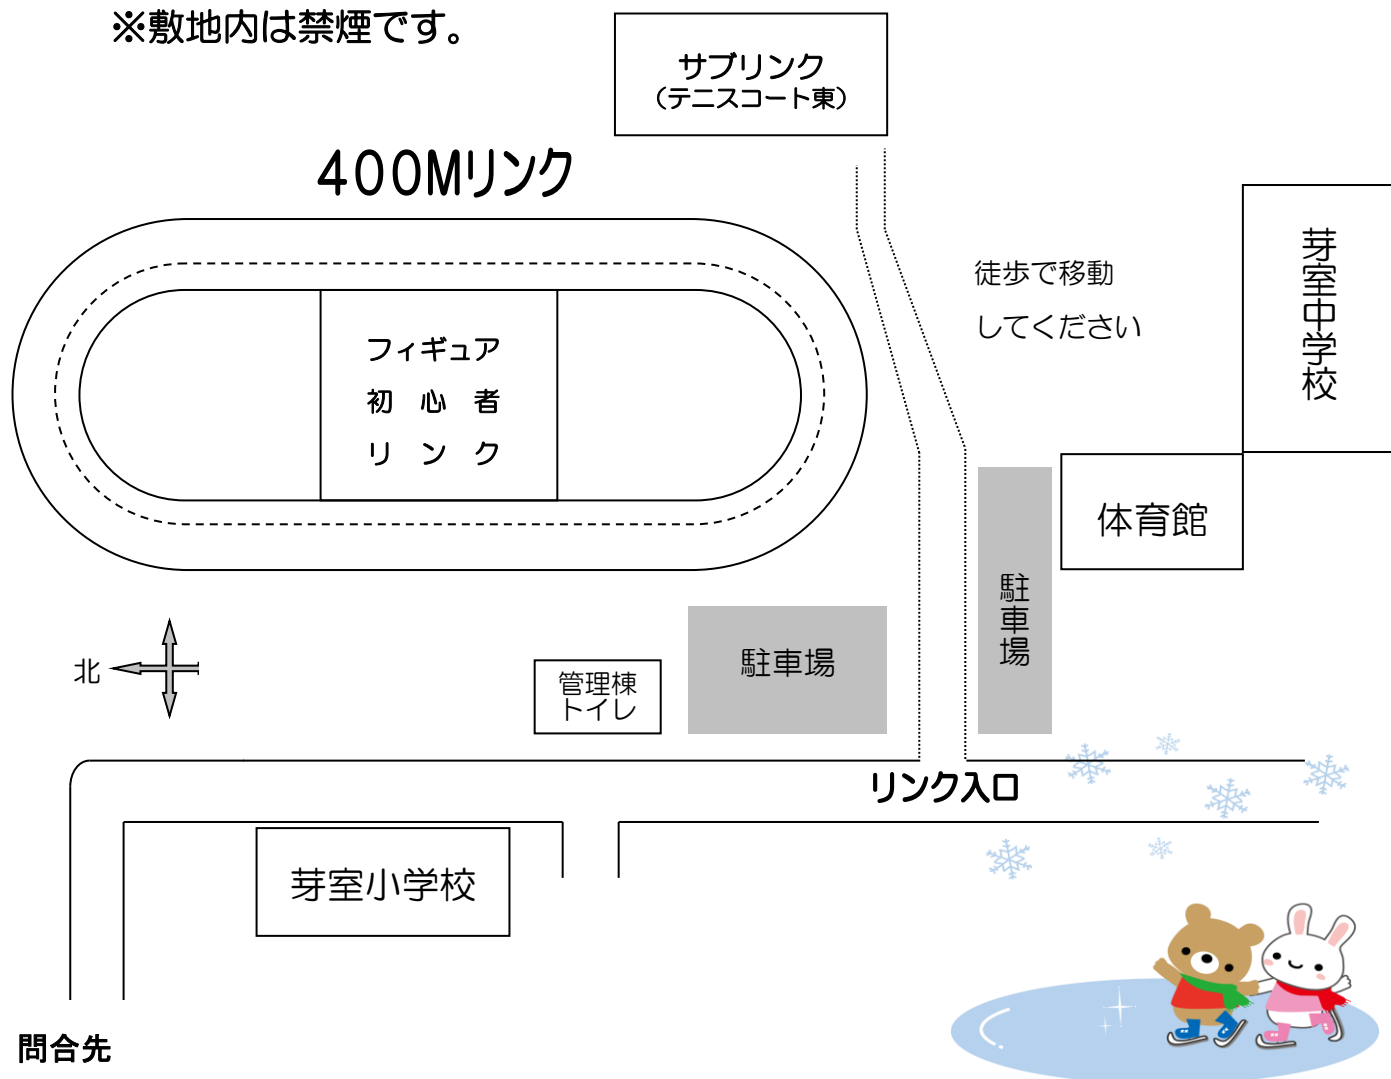 ※敷地内は禁煙です。
サブリンク
（テニスコート東）
400Mリンク
芽室中学校
徒歩で移動
してください
フィギュア
初心者
リンク
体育館
駐車場
駐車場
北
管理棟
トイレ
リンク入口
芽室小学校
問合先